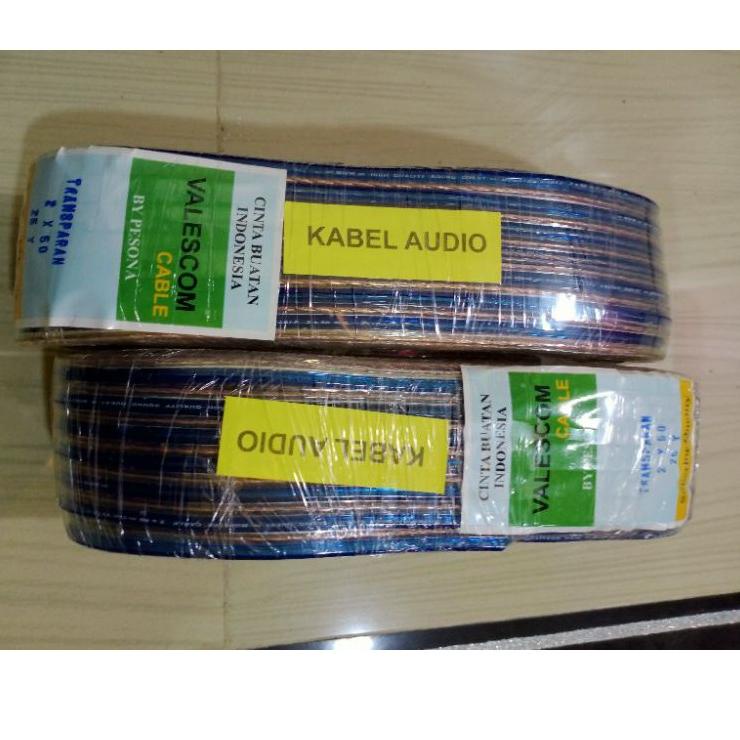 TRANSPARAN
2 X 50
25 Y
VALESCOM
CABLE
BY PESONA
CINTA BUATAN
INDONESIA
KABEL AUDIO
KABEL AUDIO
CINTA BUATAN
INDONESIA
VALESCOM
CABLE
TRANSPARAN
2 X 50
25 Y